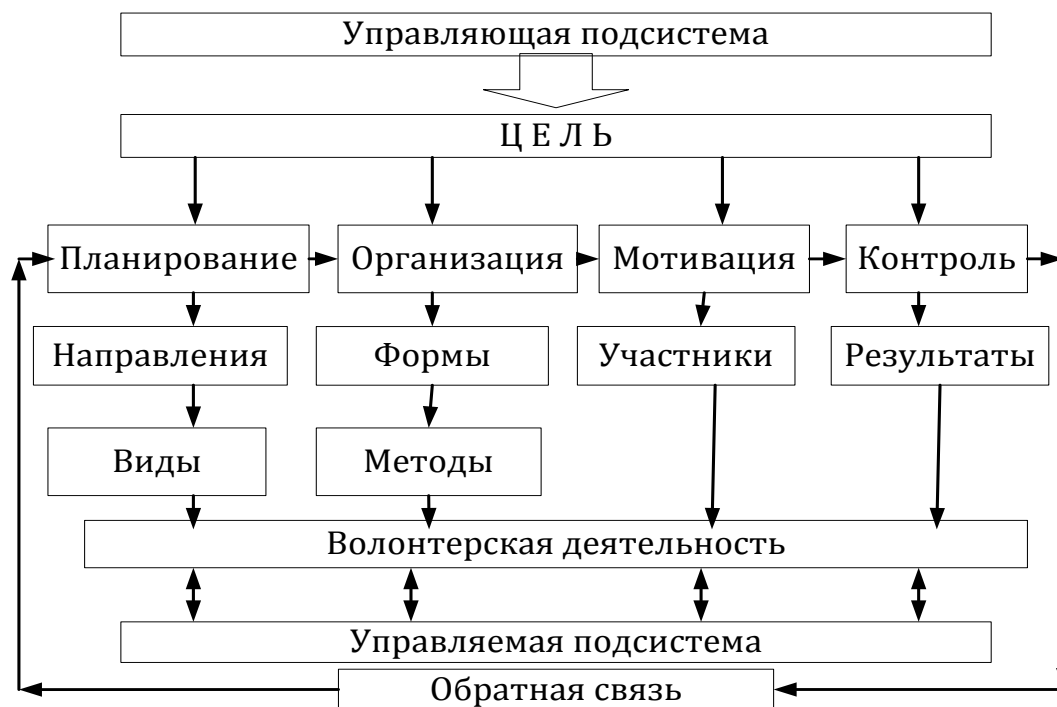 Управляющая подсистема
Ц Е Л Ь
Планирование
Организация
Мотивация
Контроль
Направления
Формы
Участники
Результаты
Виды
Методы
Волонтерская деятельность
Управляемая подсистема
Обратная связь